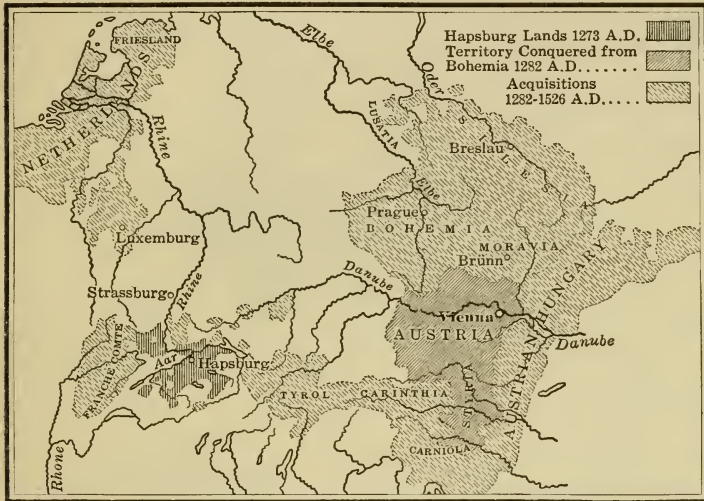 Hapsburg Lands 1273 A.D.
Territory Conquered from
Bohemia 1282 A.D.......
Acquisitions
1282-1526 A.D.....
FRIESLAND
NETHERLANDS
Rhine
Elbe
Oder
LUSATIA
SILESIA
Breslau
Elbe
Prague
BOHEMIA
MORAVIA
Brünn
Luxemburg
Strassburg
Rhine
Danube
Vienna
AUSTRIA
Danube
AUSTRIAN HUNGARY
FRANCHE COMTE
Aar
Hapsburg
TYROL
CARINTHIA
STYRIA
CARNIOLA
Rhone